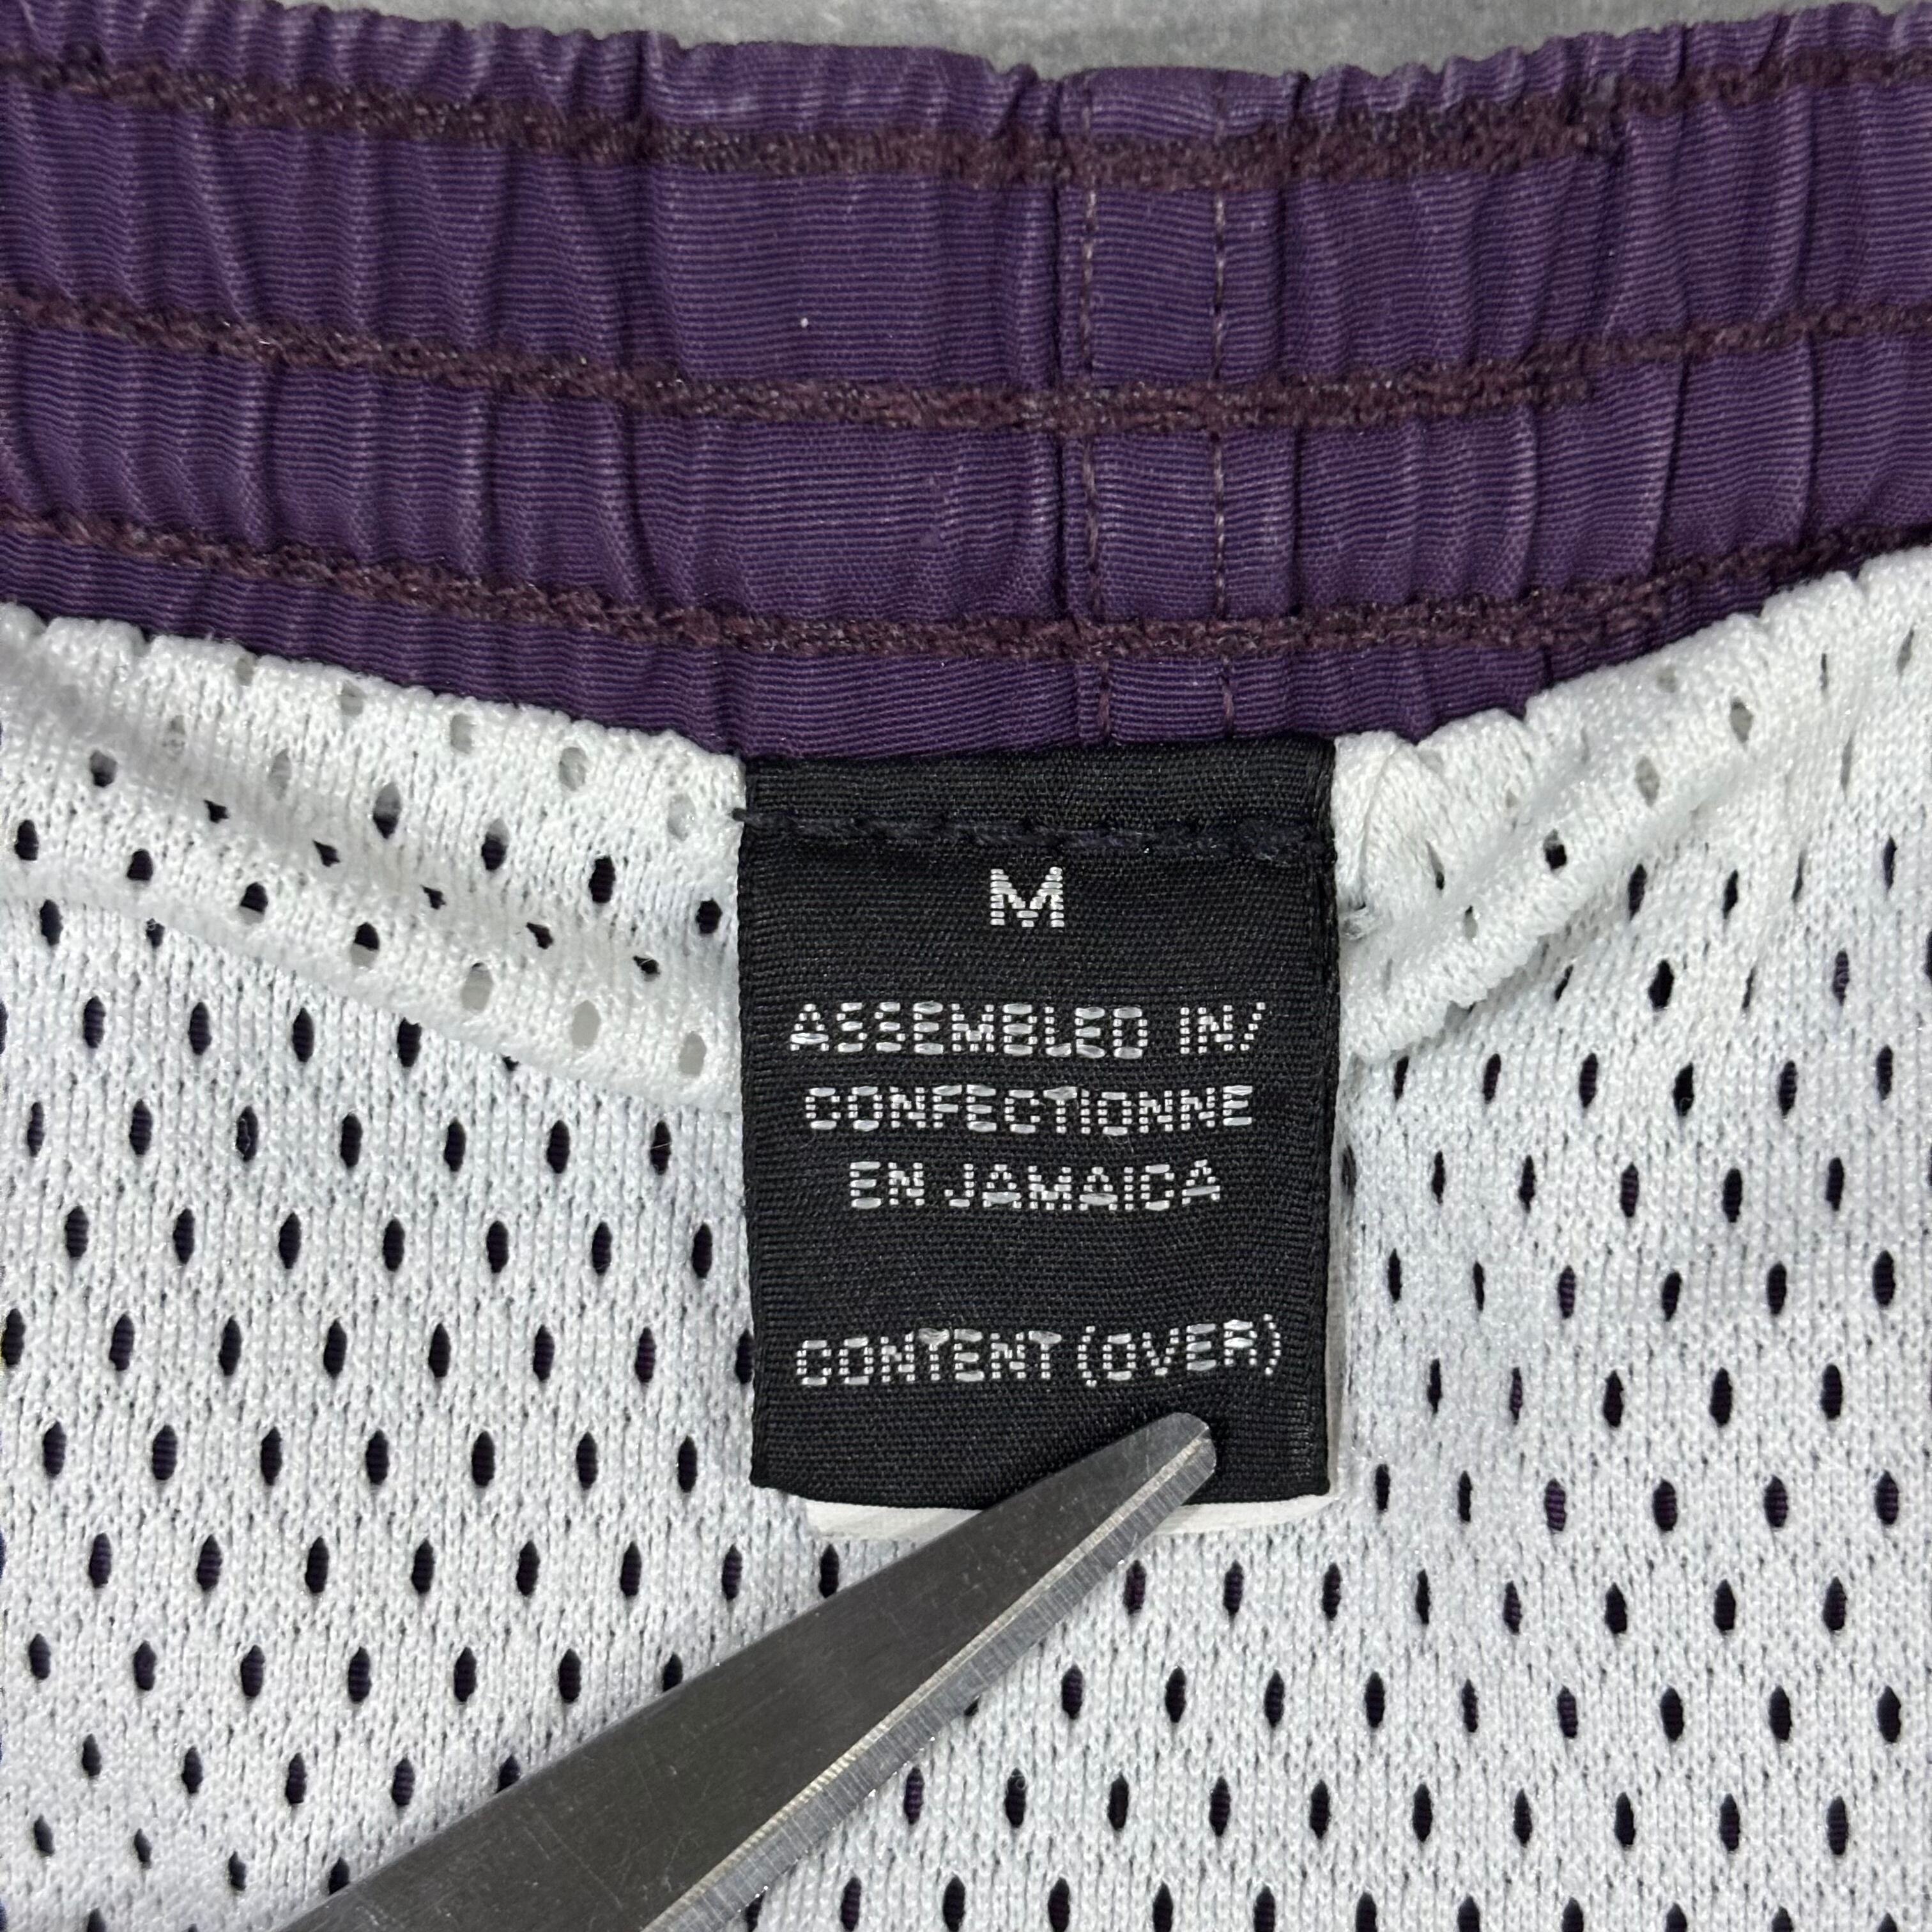 M
ASSEMBLED IN/
CONFECTIONNE
EN JAMAICA
CONTENT (OVER)